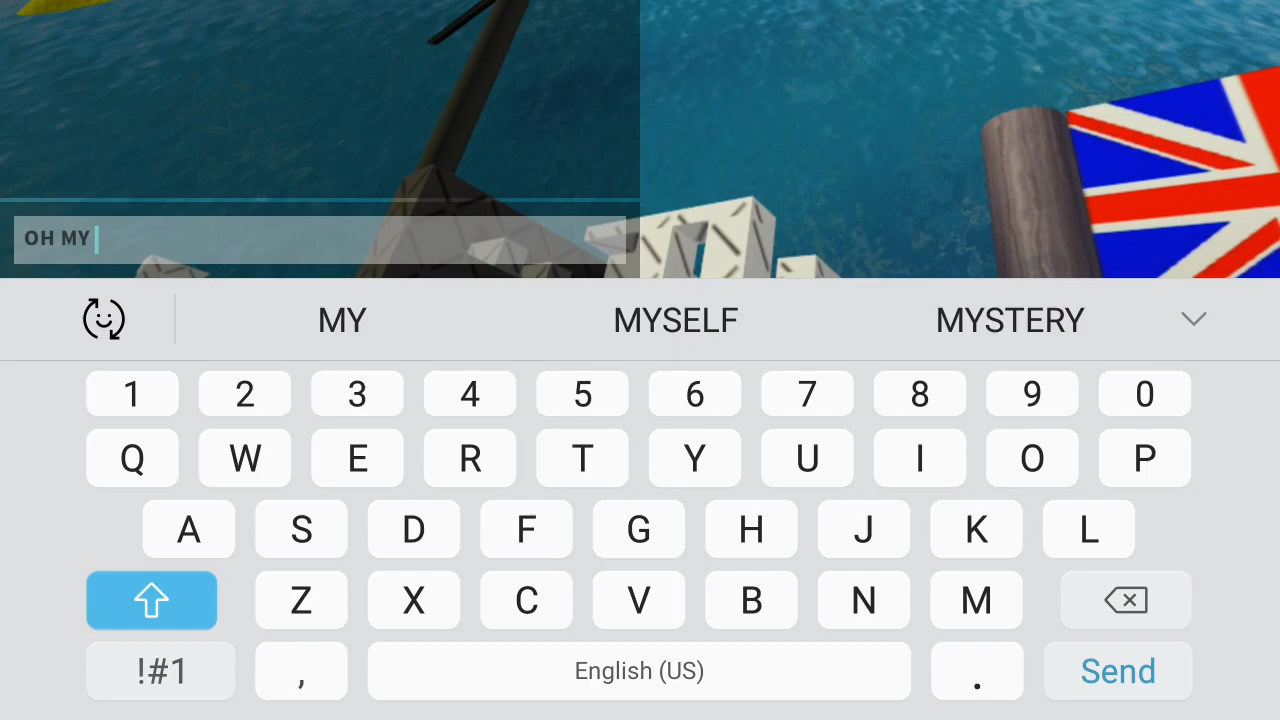 OH MY
MY MYSELF MYSTERY
1 2 3 4 5 6 7 8 9 0
Q W E R T Y U I O P
A S D F G H J K L
Z X C V B N M
!#1 , English (US) . Send